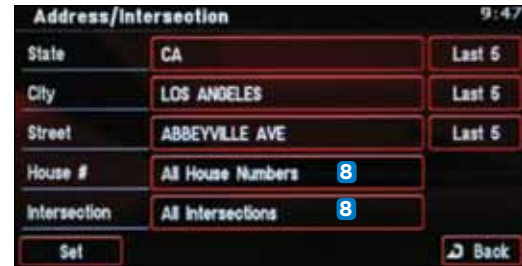 Address/Intersection 9:47
State CA Last 5
City LOS ANGELES Last 5
Street ABBEYVILLE AVE Last 5
House # All House Numbers 8
Intersection All Intersections 8
Set Back